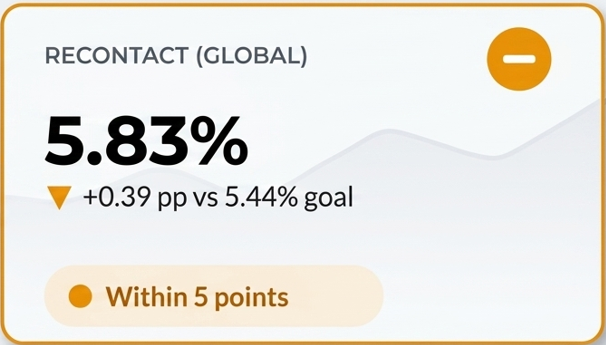 RECONTACT (GLOBAL)
5.83%
+0.39 pp vs 5.44% goal
Within 5 points